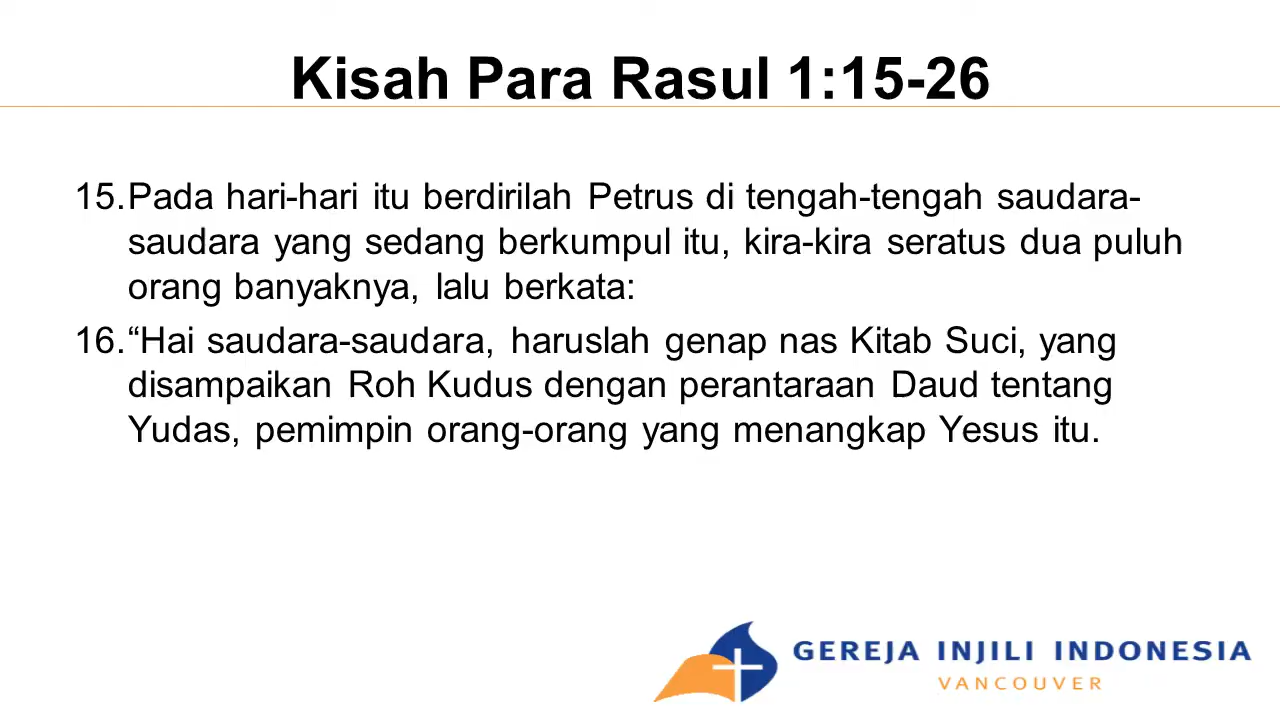 Kisah Para Rasul 1:15-26
15. Pada hari-hari itu berdirilah Petrus di tengah-tengah saudara-
saudara yang sedang berkumpul itu, kira-kira seratus dua puluh
orang banyaknya, lalu berkata:
16. “Hai saudara-saudara, haruslah genap nas Kitab Suci, yang
disampaikan Roh Kudus dengan perantaraan Daud tentang
Yudas, pemimpin orang-orang yang menangkap Yesus itu.
GEREJA INJILI INDONESIA
VANCOUVER